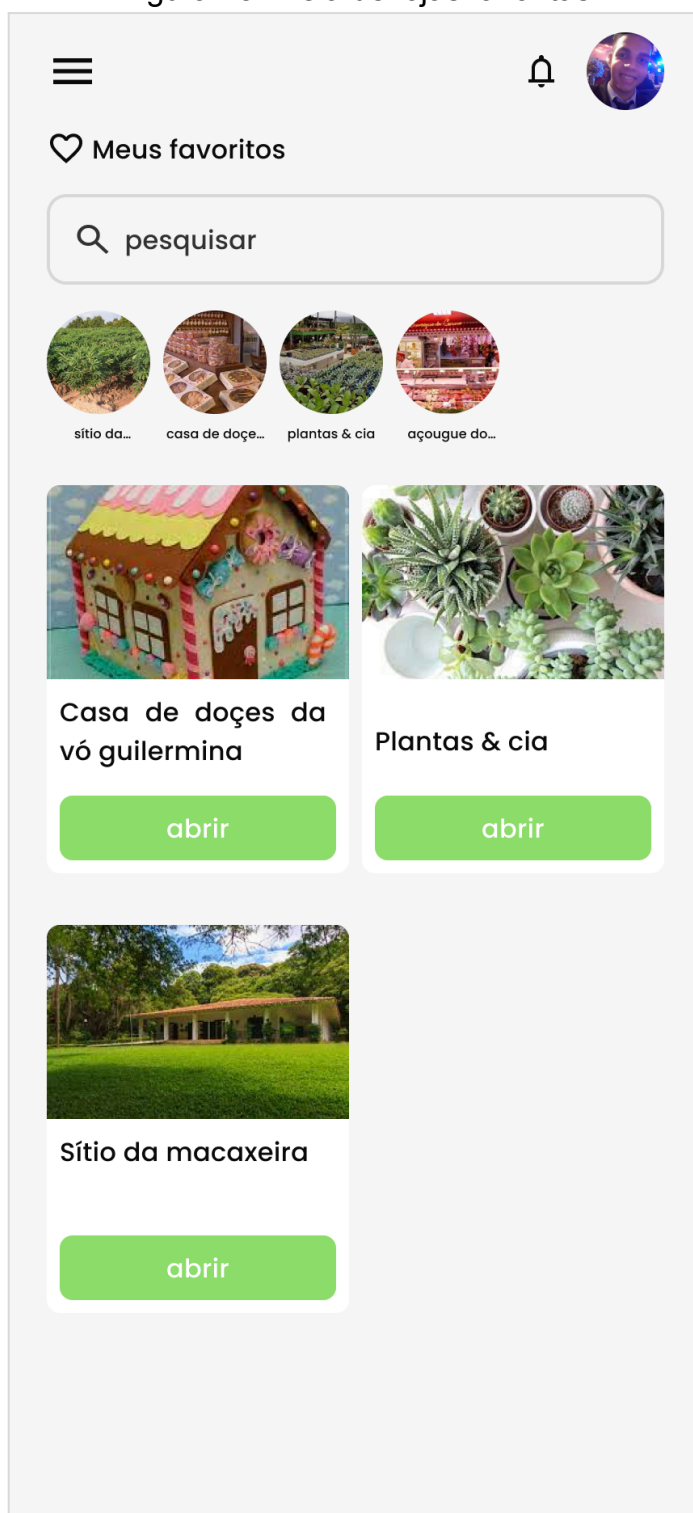 Meus favoritos
pesquisar
sítio da...
casa de doçe...
plantas & cia
açougue do...
Casa de doçes da
vó guilermina
Plantas & cia
abrir
abrir
Sítio da macaxeira
abrir